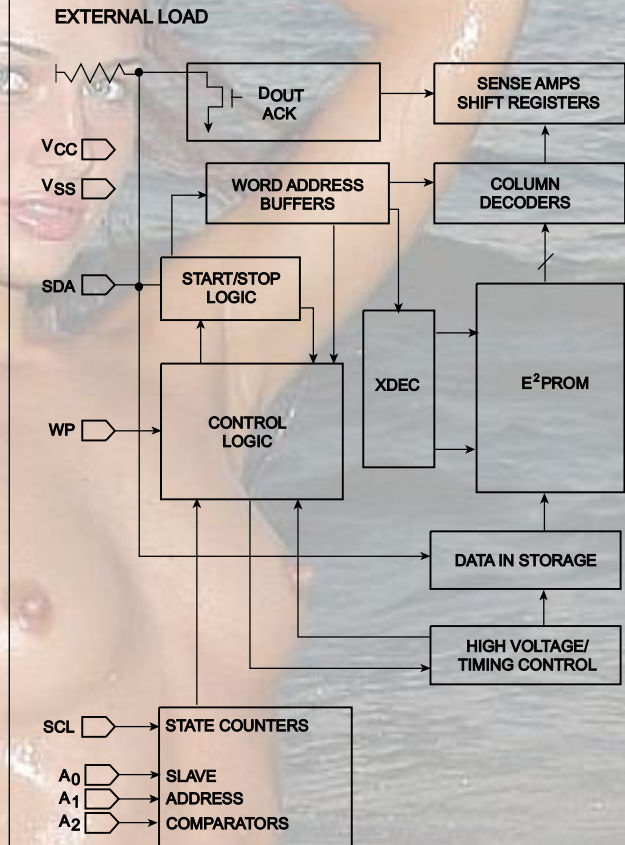 EXTERNAL LOAD
DOUT
ACK
SENSE AMPS
SHIFT REGISTERS
VCC
VSS
WORD ADDRESS
BUFFERS
COLUMN
DECODERS
SDA
START/STOP
LOGIC
XDEC
E²PROM
WP
CONTROL
LOGIC
DATA IN STORAGE
HIGH VOLTAGE/
TIMING CONTROL
SCL
STATE COUNTERS
A0
SLAVE
A1
ADDRESS
A2
COMPARATORS